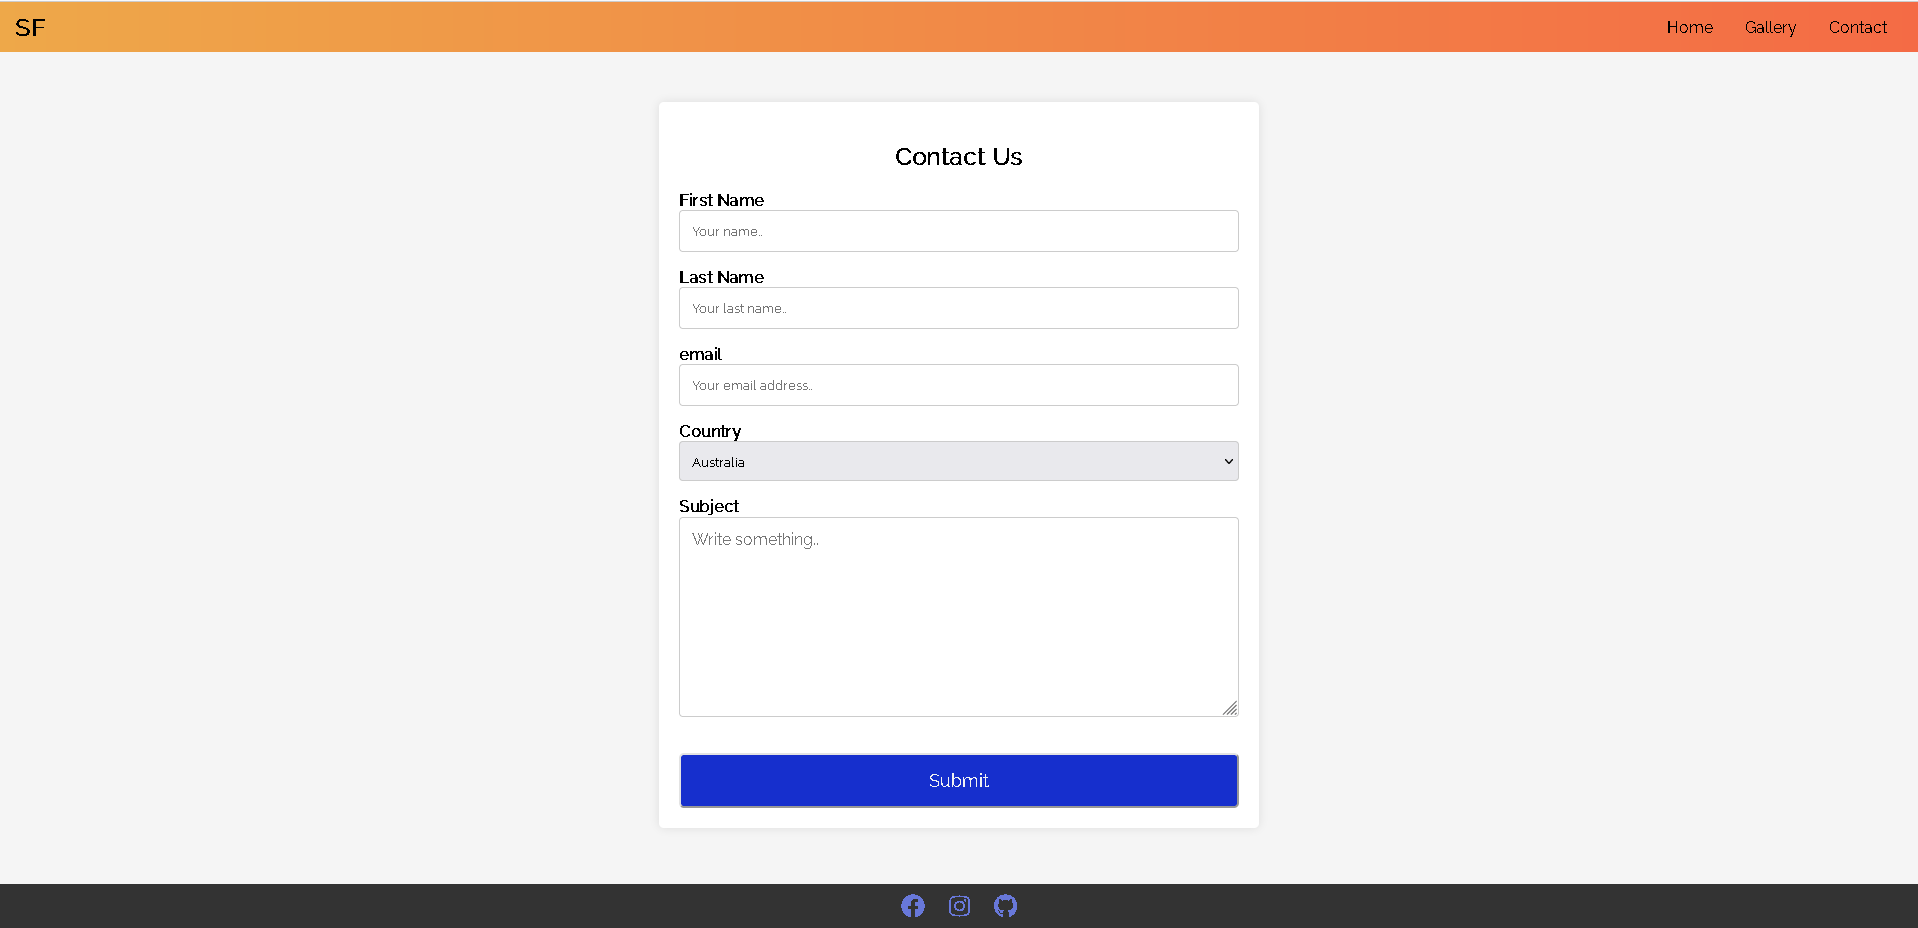 SF
Home Gallery Contact
Contact Us
First Name
Your name..
Last Name
Your last name..
email
Your email address..
Country
Australia
Subject
Write something..
Submit